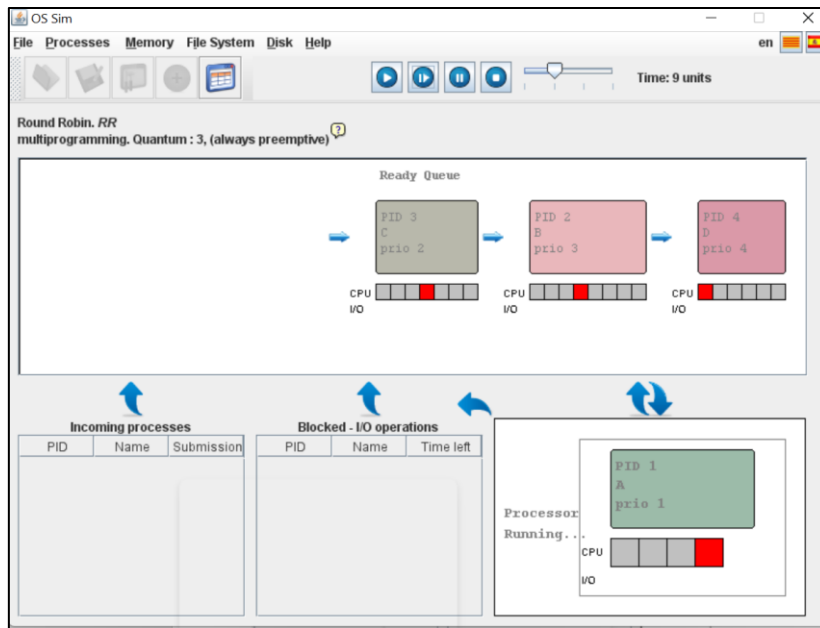 OS Sim
File Processes Memory File System Disk Help en
Time: 9 units
Round Robin. RR
multiprogramming. Quantum : 3, (always preemptive) ?
Ready Queue
PID 3
C
prio 2
CPU
I/O
PID 2
B
prio 3
CPU
I/O
PID 4
D
prio 4
CPU
I/O
Incoming processes
PID Name Submission
Blocked - I/O operations
PID Name Time left
Processor
Running...
PID 1
A
prio 1
CPU
I/O